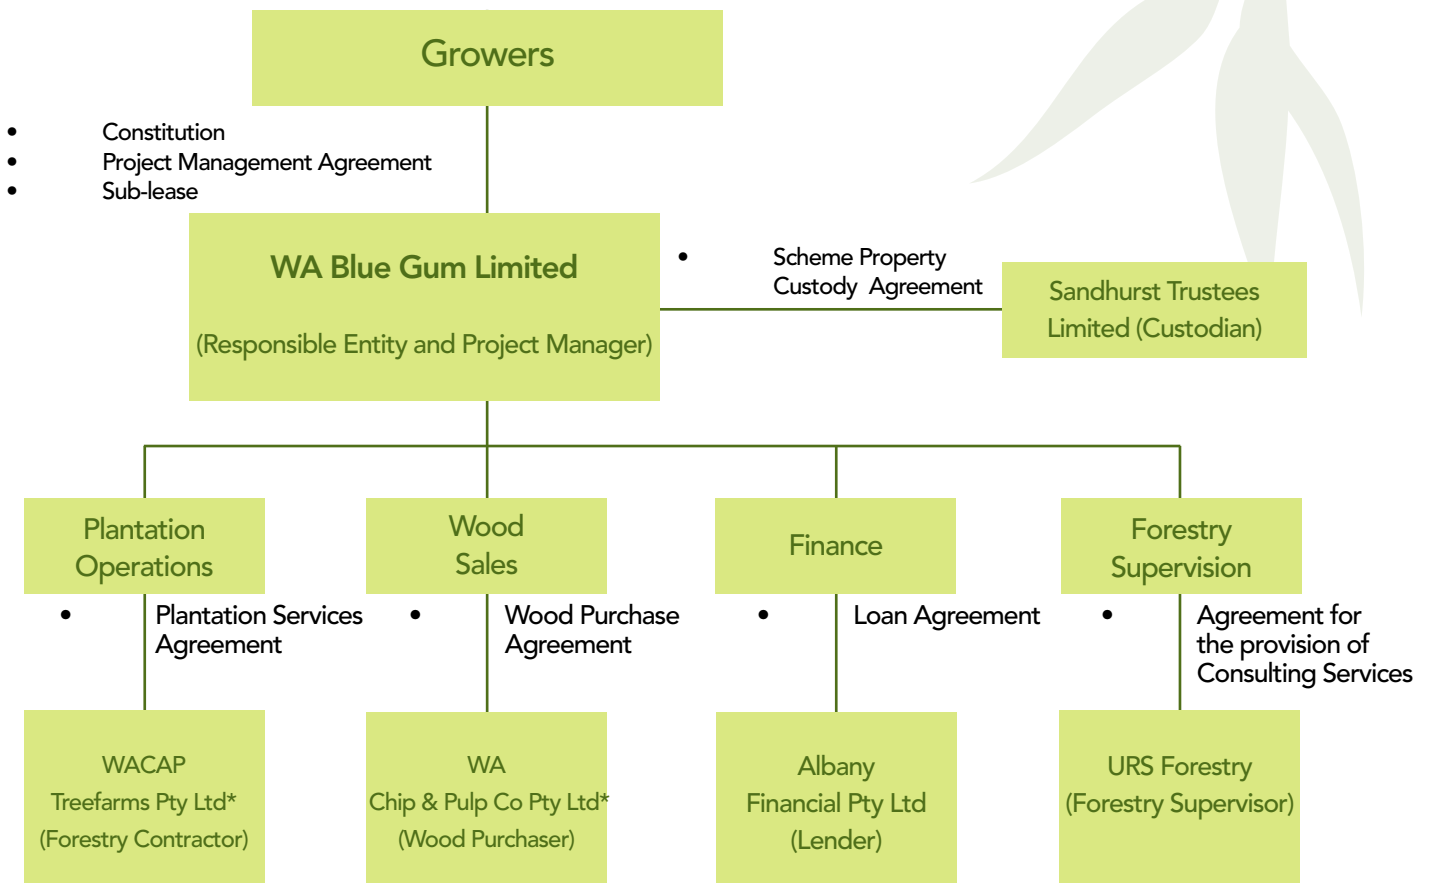 Growers
• Constitution
• Project Management Agreement
• Sub-lease
WA Blue Gum Limited
(Responsible Entity and Project Manager)
• Scheme Property
Custody Agreement
Sandhurst Trustees
Limited (Custodian)
Plantation
Operations
Wood
Sales
Finance
Forestry
Supervision
• Plantation Services
Agreement
• Wood Purchase
Agreement
• Loan Agreement
• Agreement for
the provision of
Consulting Services
WACAP
Treefarms Pty Ltd*
(Forestry Contractor)
WA
Chip & Pulp Co Pty Ltd*
(Wood Purchaser)
Albany
Financial Pty Ltd
(Lender)
URS Forestry
(Forestry Supervisor)